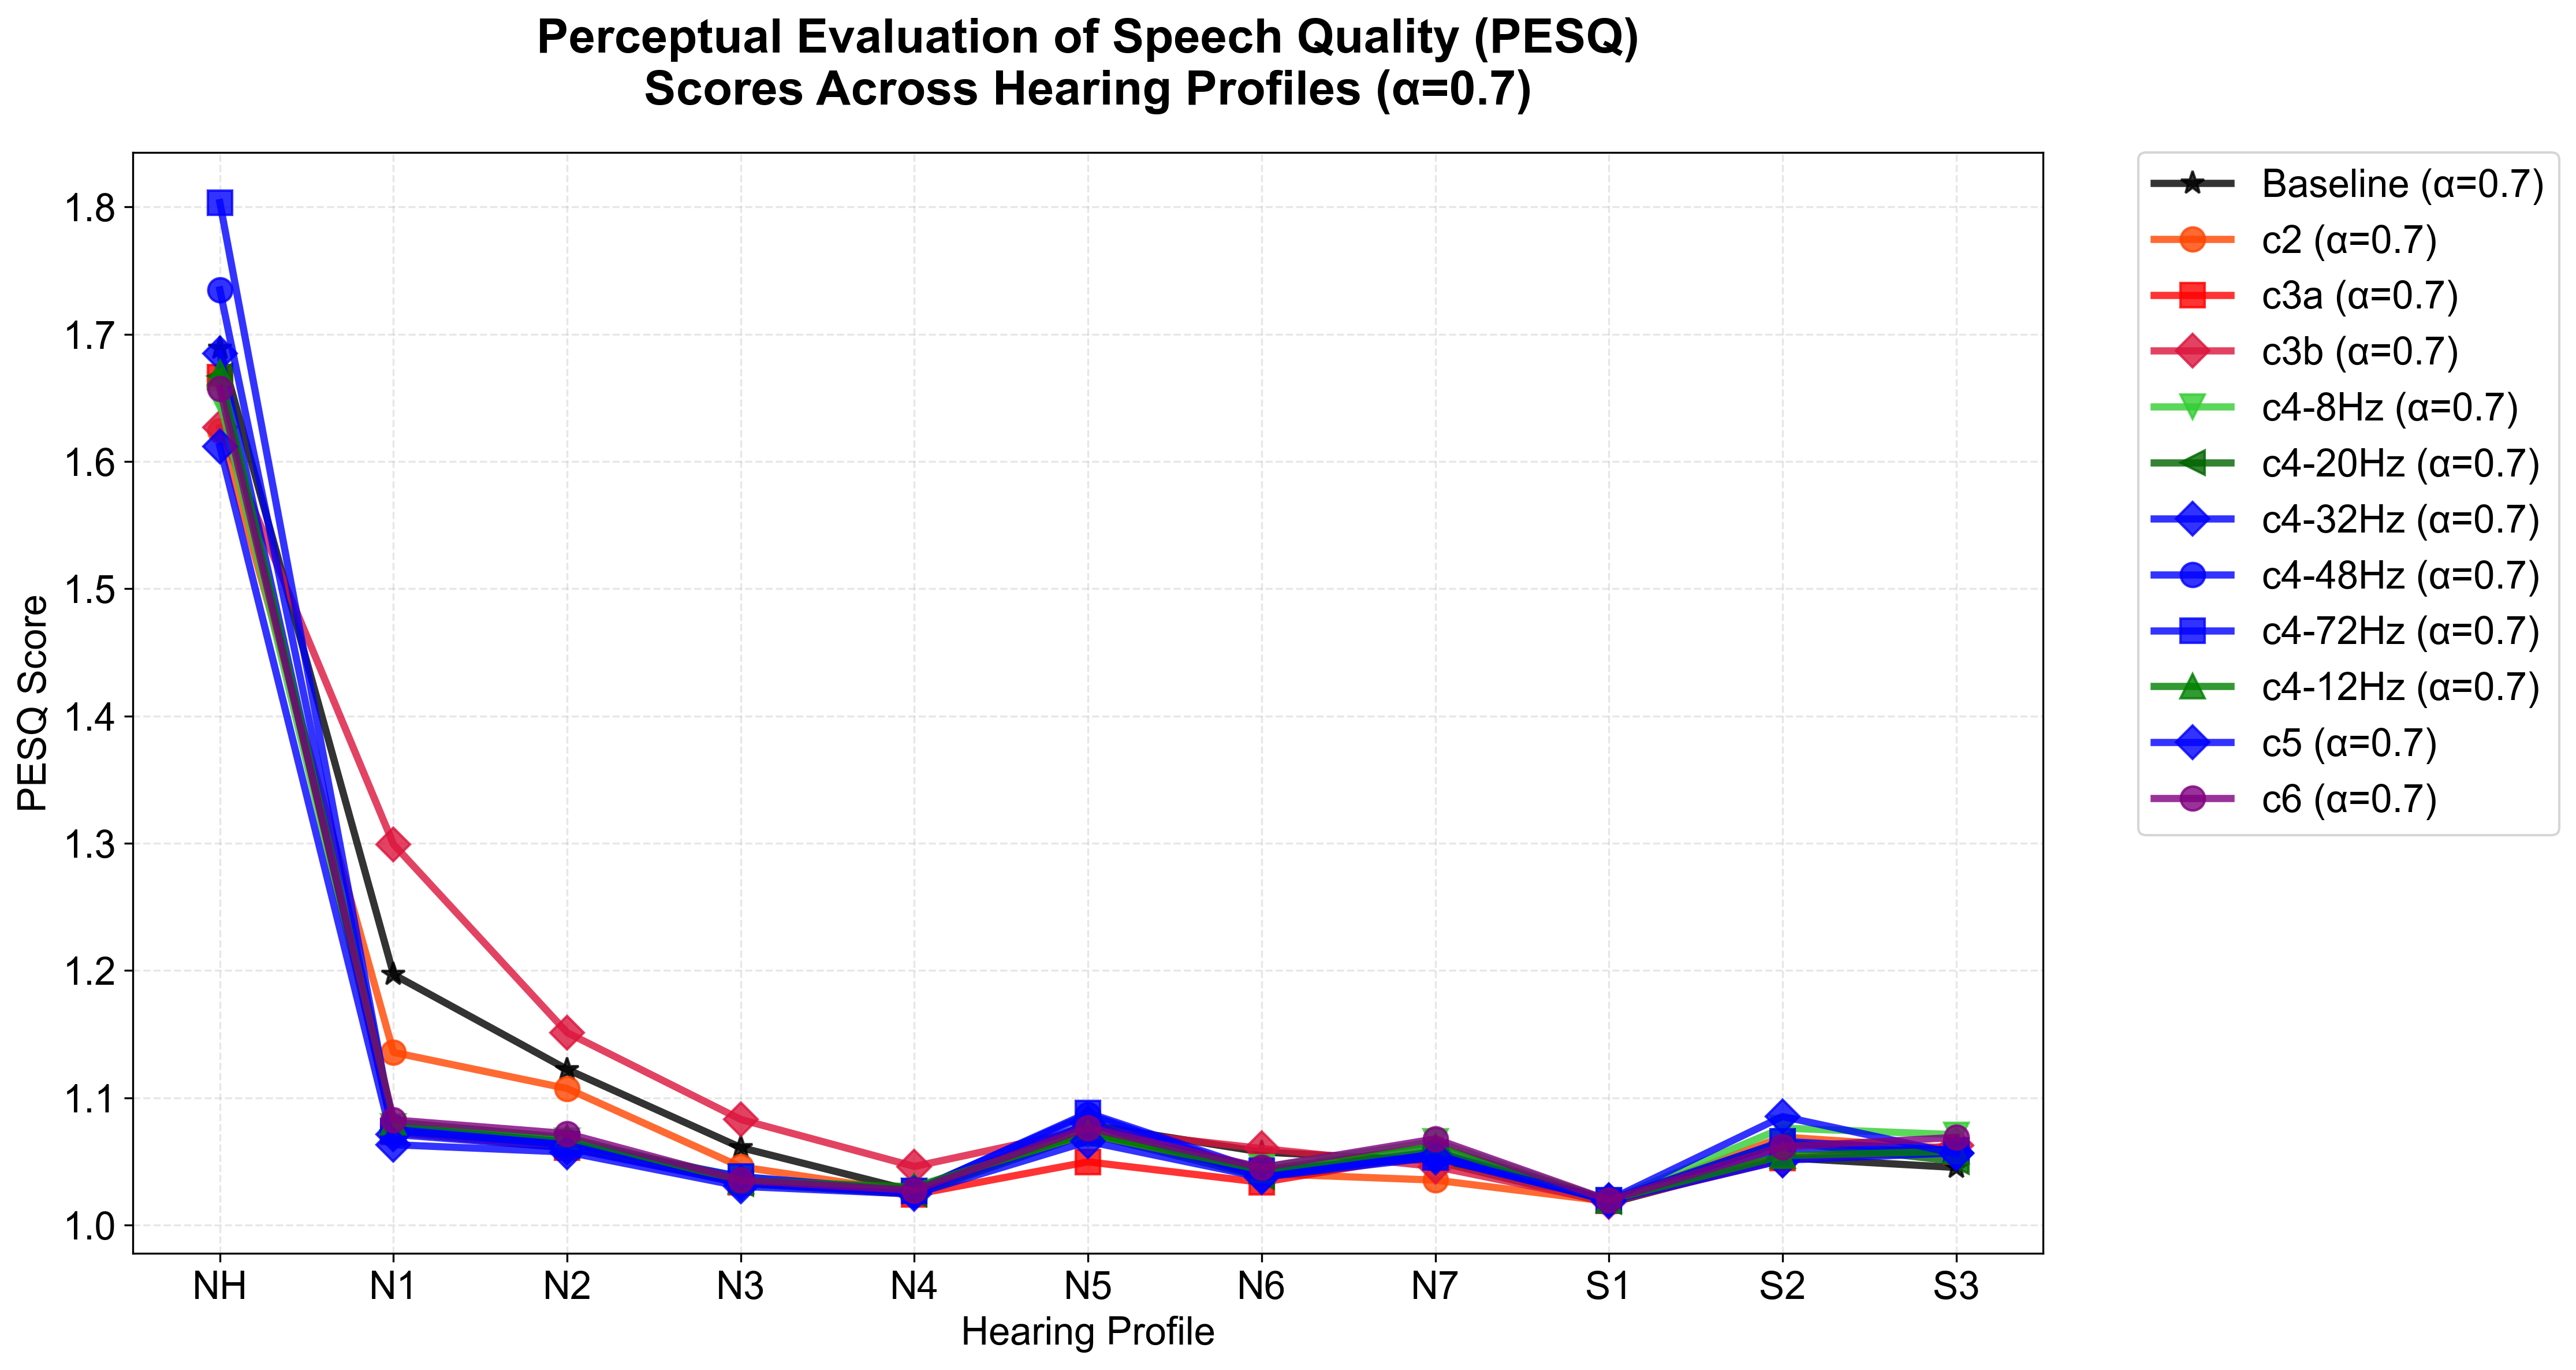 Perceptual Evaluation of Speech Quality (PESQ)
Scores Across Hearing Profiles (α=0.7)
PESQ Score
1.8
1.7
1.6
1.5
1.4
1.3
1.2
1.1
1.0
NH N1 N2 N3 N4 N5 N6 N7 S1 S2 S3
Hearing Profile
Baseline (α=0.7)
c2 (α=0.7)
c3a (α=0.7)
c3b (α=0.7)
c4-8Hz (α=0.7)
c4-20Hz (α=0.7)
c4-32Hz (α=0.7)
c4-48Hz (α=0.7)
c4-72Hz (α=0.7)
c4-12Hz (α=0.7)
c5 (α=0.7)
c6 (α=0.7)